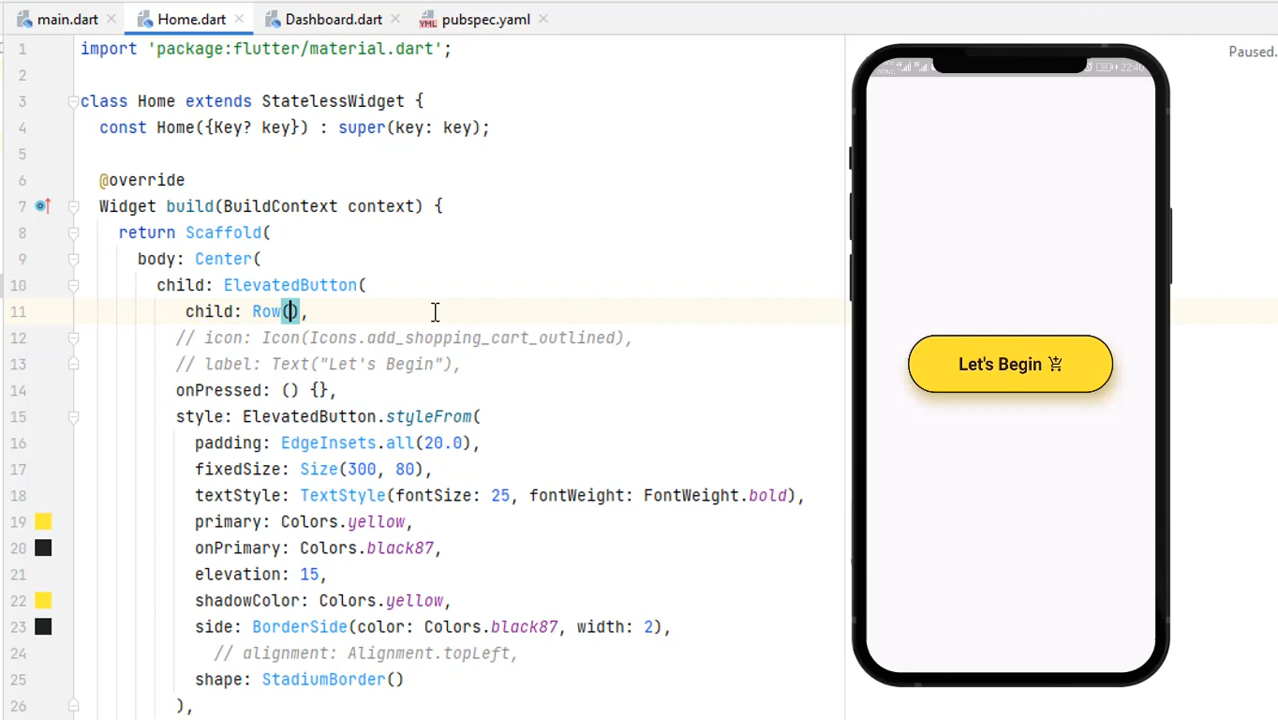 main.dart
Home.dart
Dashboard.dart
YML pubspec.yaml
Paused.
1 import 'package:flutter/material.dart';
2
3 class Home extends StatelessWidget {
4 const Home({Key? key}) : super(key: key);
5
6 @override
7 Widget build(BuildContext context) {
8 return Scaffold(
9 body: Center(
10 child: ElevatedButton(
11 child: Row(),
12 // icon: Icon(Icons.add_shopping_cart_outlined),
13 // label: Text("Let's Begin"),
14 onPressed: () {},
15 style: ElevatedButton.styleFrom(
16 padding: EdgeInsets.all(20.0),
17 fixedSize: Size(300, 80),
18 textStyle: TextStyle(fontSize: 25, fontWeight: FontWeight.bold),
19 primary: Colors.yellow,
20 onPrimary: Colors.black87,
21 elevation: 15,
22 shadowColor: Colors.yellow,
23 side: BorderSide(color: Colors.black87, width: 2),
24 // alignment: Alignment.topLeft,
25 shape: StadiumBorder()
26 ),
22:40
Let's Begin